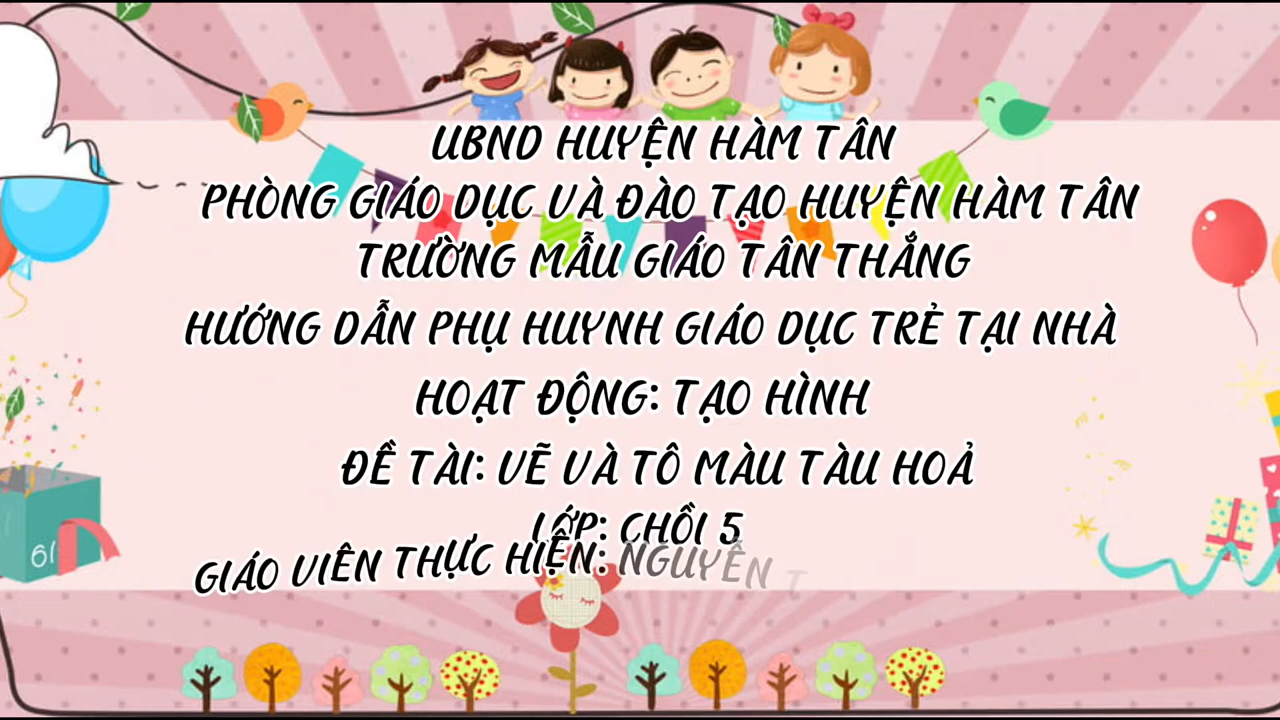 UBND HUYỆN HÀM TÂN
PHÒNG GIÁO DỤC VÀ ĐÀO TẠO HUYỆN HÀM TÂN
TRƯỜNG MẪU GIÁO TÂN THẮNG
HƯỚNG DẪN PHỤ HUYNH GIÁO DỤC TRẺ TẠI NHÀ
HOẠT ĐỘNG: TẠO HÌNH
ĐỀ TÀI: VẼ VÀ TÔ MÀU TÀU HOẢ
LỚP: CHỒI 5
GIÁO VIÊN THỰC HIỆN: NGUYỄN T